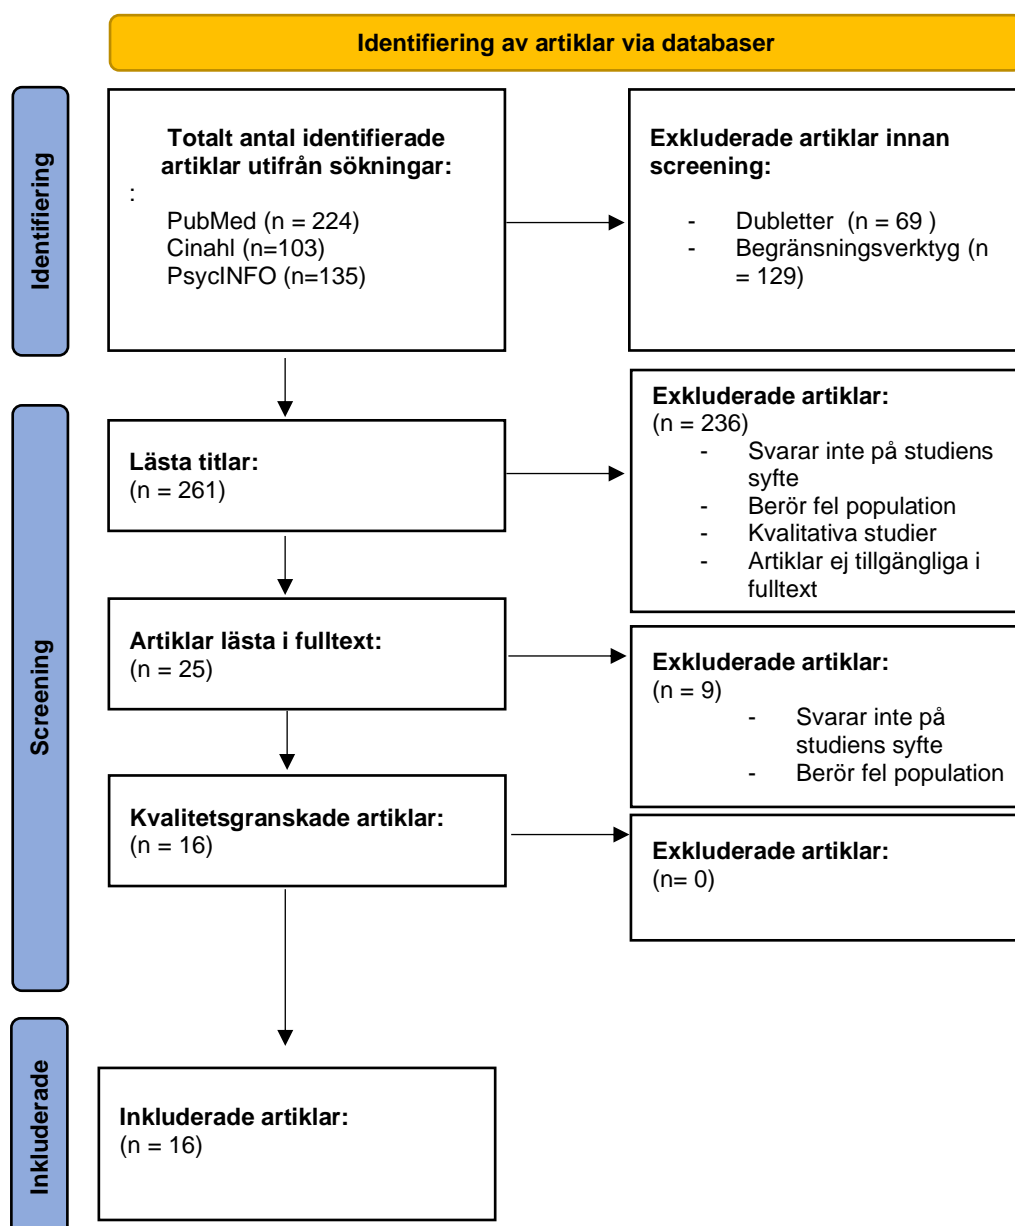 Identifiering av artiklar via databaser
Identifiering
Totalt antal identifierade
artiklar utifrån sökningar:
:
PubMed (n = 224)
Cinahl (n=103)
PsycINFO (n=135)
Exkluderade artiklar innan
screening:
- Dubletter (n = 69 )
- Begränsningsverktyg (n
= 129)
Screening
Lästa titlar:
(n = 261)
Exkluderade artiklar:
(n = 236)
- Svarar inte på studiens
syfte
- Berör fel population
- Kvalitativa studier
- Artiklar ej tillgängliga i
fulltext
Artiklar lästa i fulltext:
(n = 25)
Exkluderade artiklar:
(n = 9)
- Svarar inte på
studiens syfte
- Berör fel population
Kvalitetsgranskade artiklar:
(n = 16)
Exkluderade artiklar:
(n= 0)
Inkluderade
Inkluderade artiklar:
(n = 16)